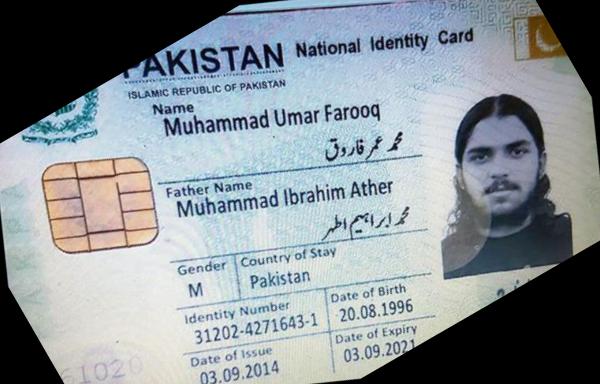 PAKISTAN National Identity Card
ISLAMIC REPUBLIC OF PAKISTAN
Name
Muhammad Umar Farooq
محمد عمر فاروق
Father Name
Muhammad Ibrahim Ather
محمد ابراہیم اطہر
Gender Country of Stay
M Pakistan
Identity Number Date of Birth
31202-4271643-1 20.08.1996
Date of Issue Date of Expiry
03.09.2014 03.09.2021
61020